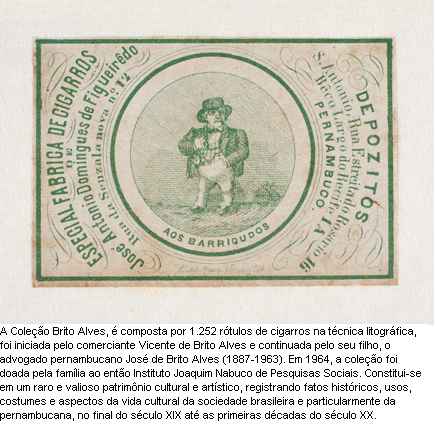 ESPECIAL FABRICA DE CIGARROS
DE
José Antonio Domingues de Figueirêdo
Rua da Senzala nova nº 12
AOS BARRIGUDOS
DEPOZITOS
S. Antonio, Rua Estreita do Rosario 16
Reco Largo do Recife 1A
PERNAMBUCO.
A Coleção Brito Alves, é composta por 1.252 rótulos de cigarros na técnica litográfica,
foi iniciada pelo comerciante Vicente de Brito Alves e continuada pelo seu filho, o
advogado pernambucano José de Brito Alves (1887-1963). Em 1964, a coleção foi
doada pela família ao então Instituto Joaquim Nabuco de Pesquisas Sociais. Constitui-se
em um raro e valioso patrimônio cultural e artístico, registrando fatos históricos, usos,
costumes e aspectos da vida cultural da sociedade brasileira e particularmente da
pernambucana, no final do século XIX até as primeiras décadas do século XX.